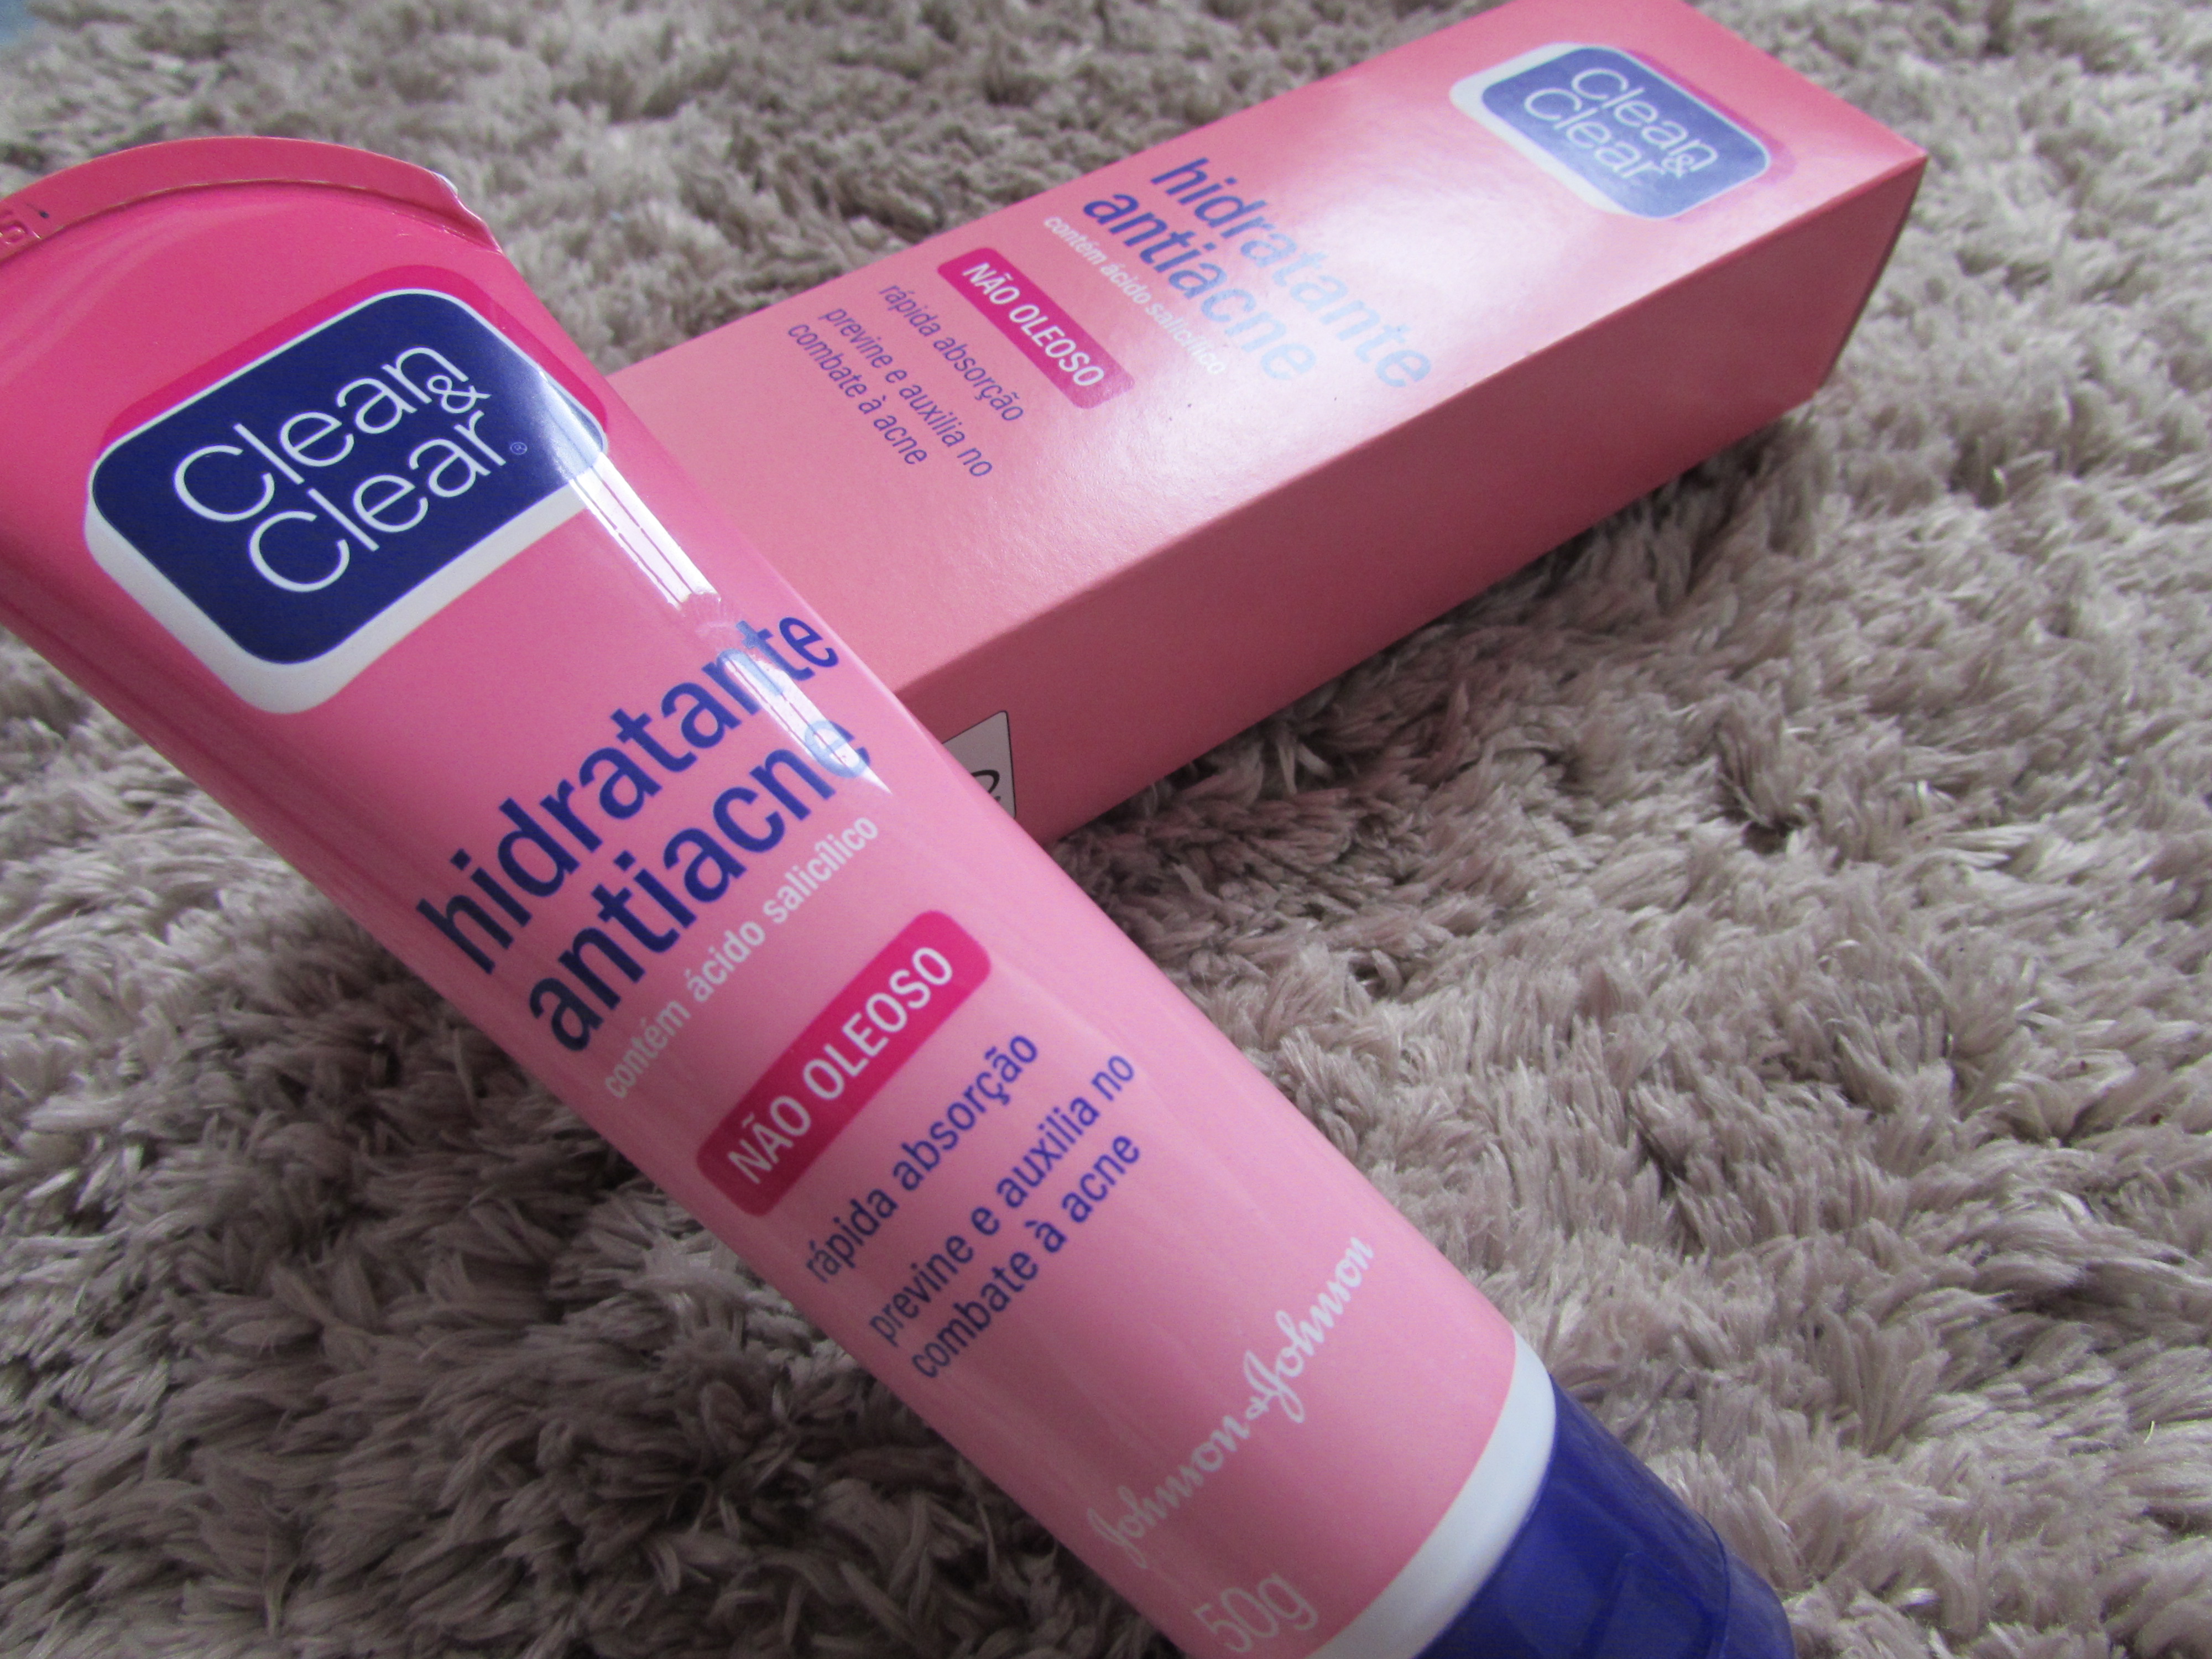 Clean &
Clear®
hidratante
antiacne
contém ácido salicílico
NÃO OLEOSO
rápida absorção
previne e auxilia no
combate à acne
Johnson & Johnson
50g
Clean &
Clear
hidratante
antiacne
contém ácido salicílico
NÃO OLEOSO
rápida absorção
previne e auxilia no
combate à acne